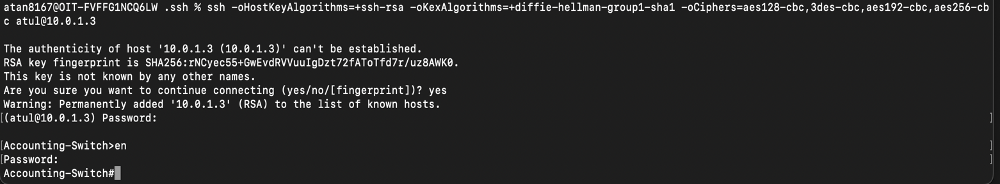 atan8167@OIT-FVFFG1NCQ6LW .ssh % ssh -oHostKeyAlgorithms=+ssh-rsa -oKexAlgorithms=+diffie-hellman-group1-sha1 -oCiphers=aes128-cbc,3des-cbc,aes192-cbc,aes256-cb
c atul@10.0.1.3
The authenticity of host '10.0.1.3 (10.0.1.3)' can't be established.
RSA key fingerprint is SHA256:rNCyec55+GwEvdRVVuuIgDzt72fAToTfd7r/uz8AWK0.
This key is not known by any other names.
Are you sure you want to continue connecting (yes/no/[fingerprint])? yes
Warning: Permanently added '10.0.1.3' (RSA) to the list of known hosts.
[(atul@10.0.1.3) Password: ]
[Accounting-Switch>en ]
[Password: ]
Accounting-Switch#